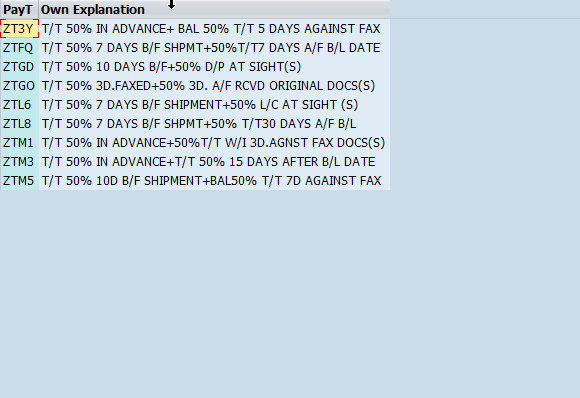 PayT Own Explanation
ZT3Y T/T 50% IN ADVANCE+ BAL 50% T/T 5 DAYS AGAINST FAX
ZTFQ T/T 50% 7 DAYS B/F SHPMT+50%T/T7 DAYS A/F B/L DATE
ZTGD T/T 50% 10 DAYS B/F+50% D/P AT SIGHT(S)
ZTGO T/T 50% 3D.FAXED+50% 3D. A/F RCVD ORIGINAL DOCS(S)
ZTL6 T/T 50% 7 DAYS B/F SHIPMENT+50% L/C AT SIGHT (S)
ZTL8 T/T 50% 7 DAYS B/F SHPMT+50% T/T30 DAYS A/F B/L
ZTM1 T/T 50% IN ADVANCE+50%T/T W/I 3D.AGNST FAX DOCS(S)
ZTM3 T/T 50% IN ADVANCE+T/T 50% 15 DAYS AFTER B/L DATE
ZTM5 T/T 50% 10D B/F SHIPMENT+BAL50% T/T 7D AGAINST FAX